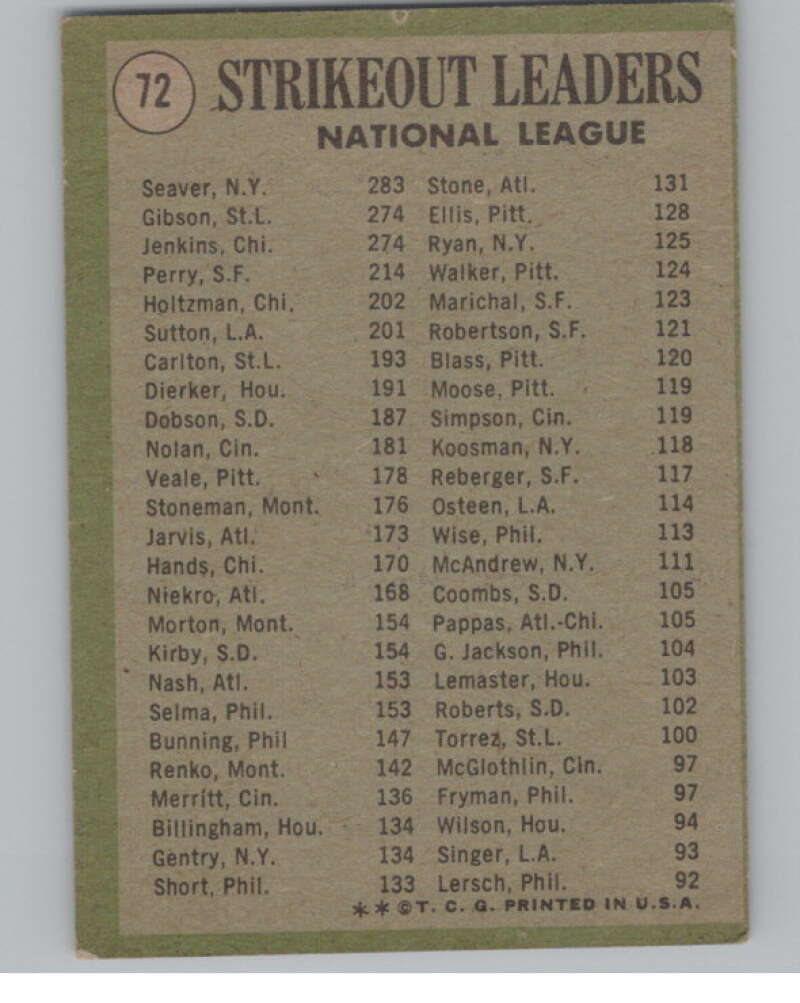 72 STRIKEOUT LEADERS
NATIONAL LEAGUE
Seaver, N.Y. 283 Stone, Atl. 131
Gibson, St.L. 274 Ellis, Pitt. 128
Jenkins, Chi. 274 Ryan, N.Y. 125
Perry, S.F. 214 Walker, Pitt. 124
Holtzman, Chi. 202 Marichal, S.F. 123
Sutton, L.A. 201 Robertson, S.F. 121
Carlton, St.L. 193 Blass, Pitt. 120
Dierker, Hou. 191 Moose, Pitt. 119
Dobson, S.D. 187 Simpson, Cin. 119
Nolan, Cin. 181 Koosman, N.Y. 118
Veale, Pitt. 178 Reberger, S.F. 117
Stoneman, Mont. 176 Osteen, L.A. 114
Jarvis, Atl. 173 Wise, Phil. 113
Hands, Chi. 170 McAndrew, N.Y. 111
Niekro, Atl. 168 Coombs, S.D. 105
Morton, Mont. 154 Pappas, Atl.-Chi. 105
Kirby, S.D. 154 G. Jackson, Phil. 104
Nash, Atl. 153 Lemaster, Hou. 103
Selma, Phil. 153 Roberts, S.D. 102
Bunning, Phil 147 Torrez, St.L. 100
Renko, Mont. 142 McGlothlin, Cin. 97
Merritt, Cin. 136 Fryman, Phil. 97
Billingham, Hou. 134 Wilson, Hou. 94
Gentry, N.Y. 134 Singer, L.A. 93
Short, Phil. 133 Lersch, Phil. 92
**©T. C. G. PRINTED IN U.S.A.